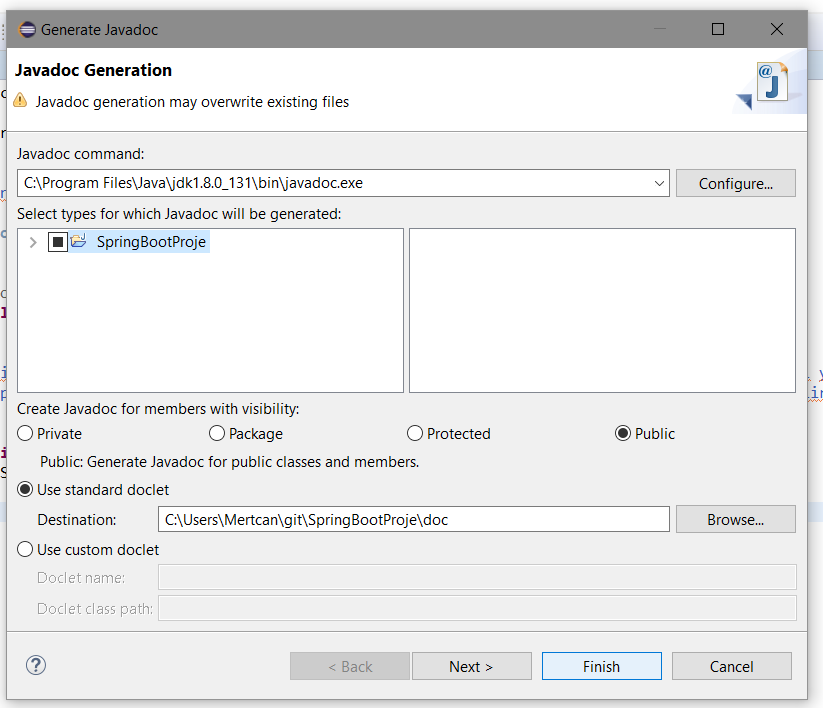 Generate Javadoc
Javadoc Generation
Javadoc generation may overwrite existing files
Javadoc command:
C:\Program Files\Java\jdk1.8.0_131\bin\javadoc.exe
Configure...
Select types for which Javadoc will be generated:
SpringBootProje
Create Javadoc for members with visibility:
Private Package Protected Public
Public: Generate Javadoc for public classes and members.
Use standard doclet
Destination: C:\Users\Mertcan\git\SpringBootProje\doc Browse...
Use custom doclet
Doclet name:
Doclet class path:
< Back Next > Finish Cancel